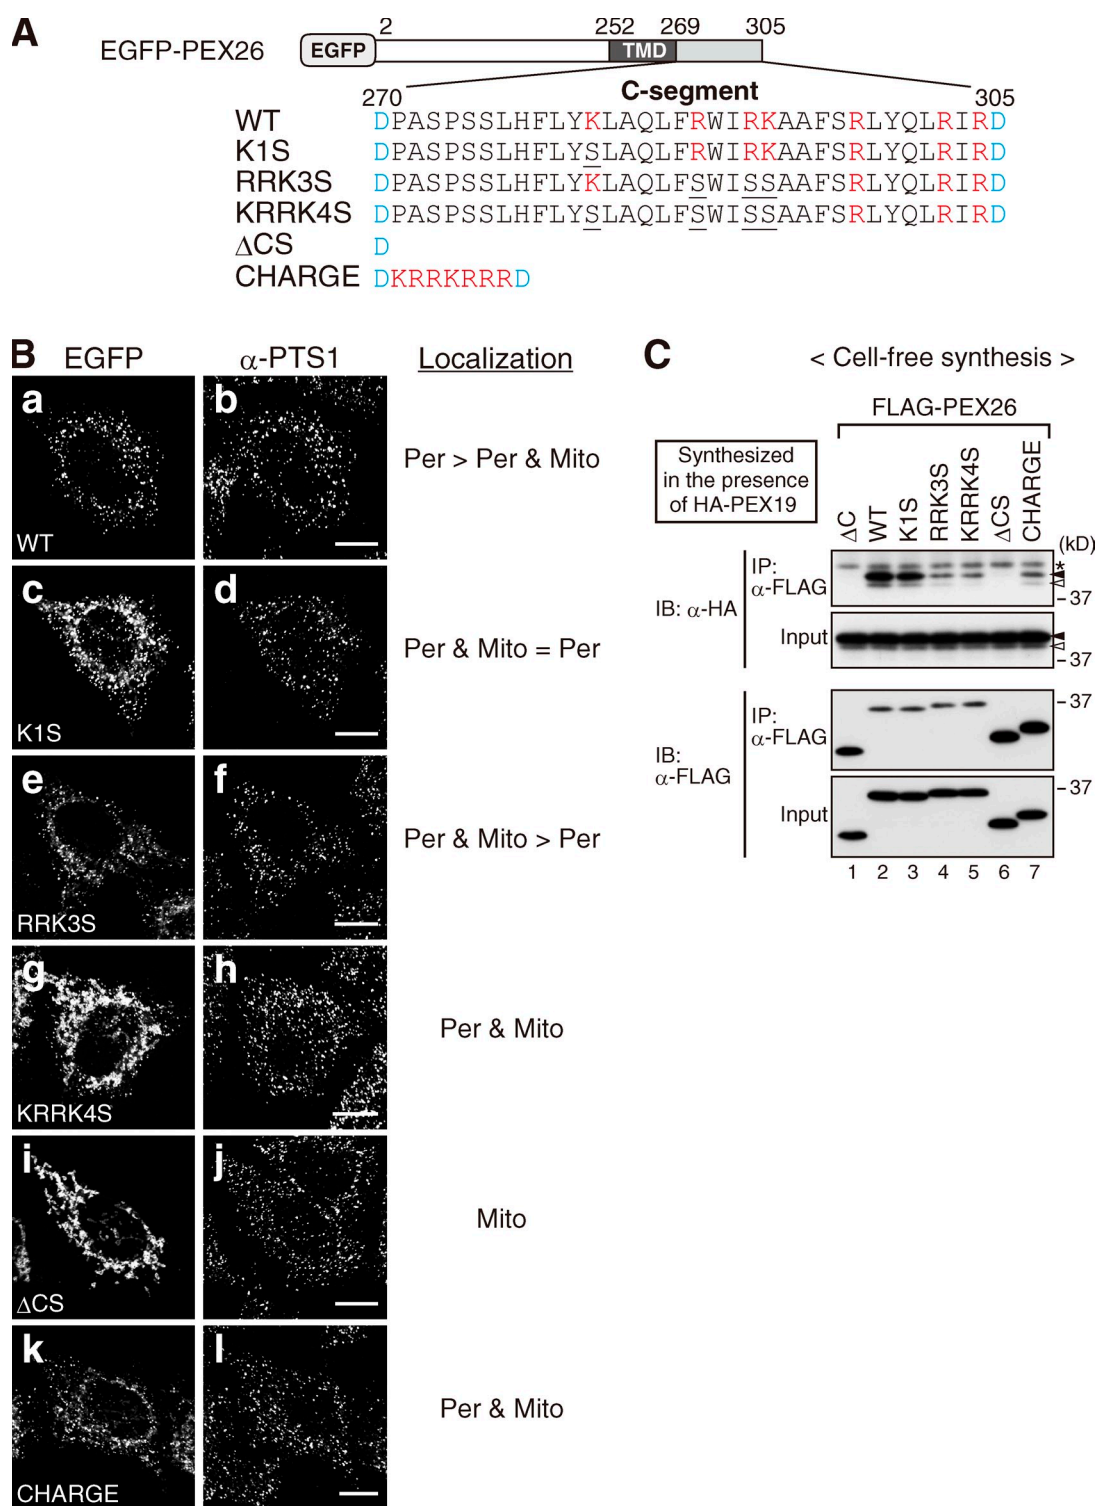 A
2 252 269 305
EGFP-PEX26 EGFP TMD
270 C-segment 305
WT DPASPSSLHFLYKLAQLFRWIRKAAFSRLYQLRIRD
K1S DPASPSSLHFLYSLAQLFRWIRKAAFSRLYQLRIRD
RRK3S DPASPSSLHFLYKLAQLFSWISSAAFSRLYQLRIRD
KRRK4S DPASPSSLHFLYSLAQLFSWISSAAFSRLYQLRIRD
ΔCS D
CHARGE DKRRKRRRD
B EGFP α-PTS1 Localization
a b
WT
Per > Per & Mito
c d
K1S
Per & Mito = Per
e f
RRK3S
Per & Mito > Per
g h
KRRK4S
Per & Mito
i j
ΔCS
Mito
k l
CHARGE
Per & Mito
C < Cell-free synthesis >
FLAG-PEX26
Synthesized
in the presence
of HA-PEX19
ΔC WT K1S RRK3S KRRK4S ΔCS CHARGE
(kD)
IB: α-HA
IP:
α-FLAG
*
37
Input
37
IB:
α-FLAG
IP:
α-FLAG
37
Input
37
1 2 3 4 5 6 7